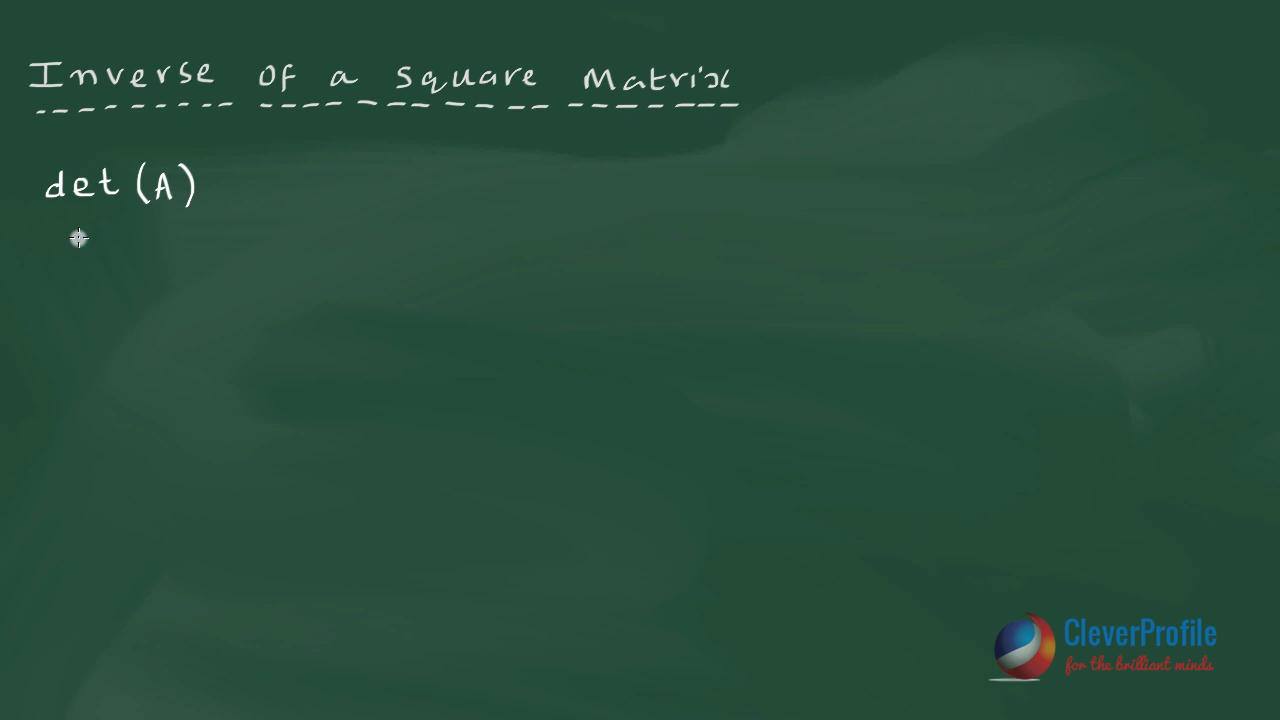 Inverse of a square Matrix
det (A)
CleverProfile
for the brilliant minds